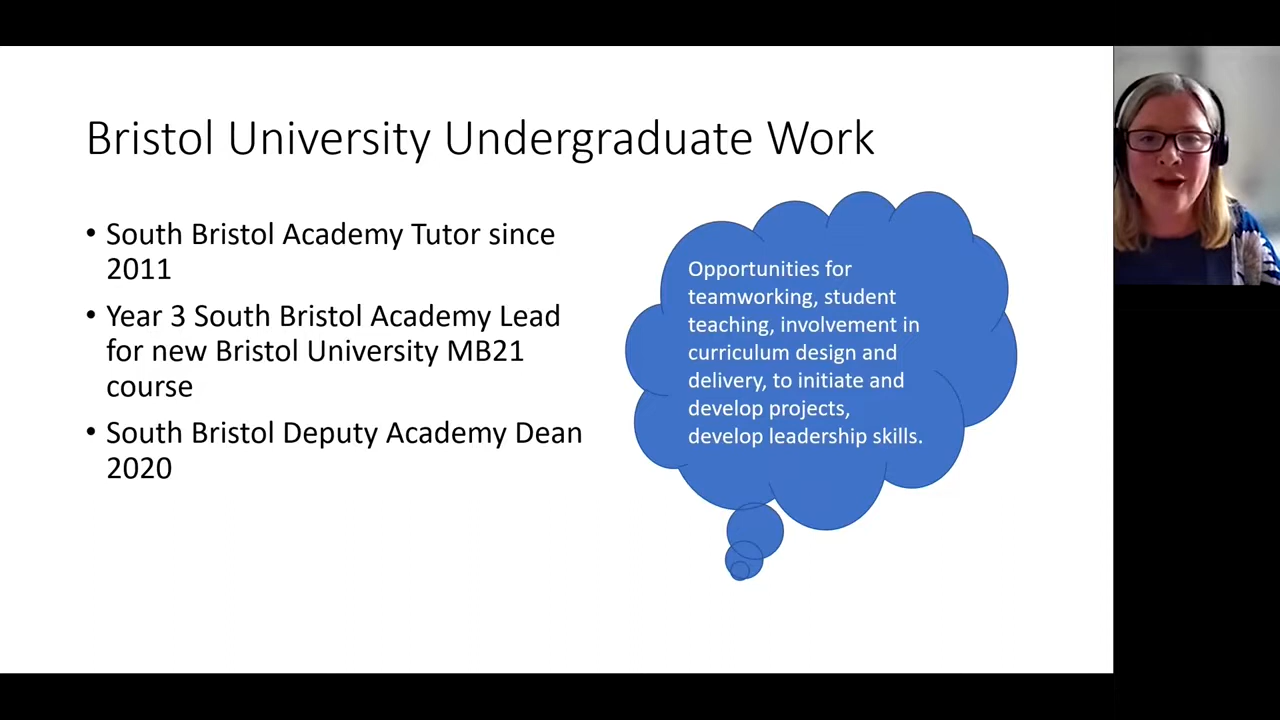 Bristol University Undergraduate Work
• South Bristol Academy Tutor since
2011
• Year 3 South Bristol Academy Lead
for new Bristol University MB21
course
• South Bristol Deputy Academy Dean
2020
Opportunities for
teamworking, student
teaching, involvement in
curriculum design and
delivery, to initiate and
develop projects,
develop leadership skills.